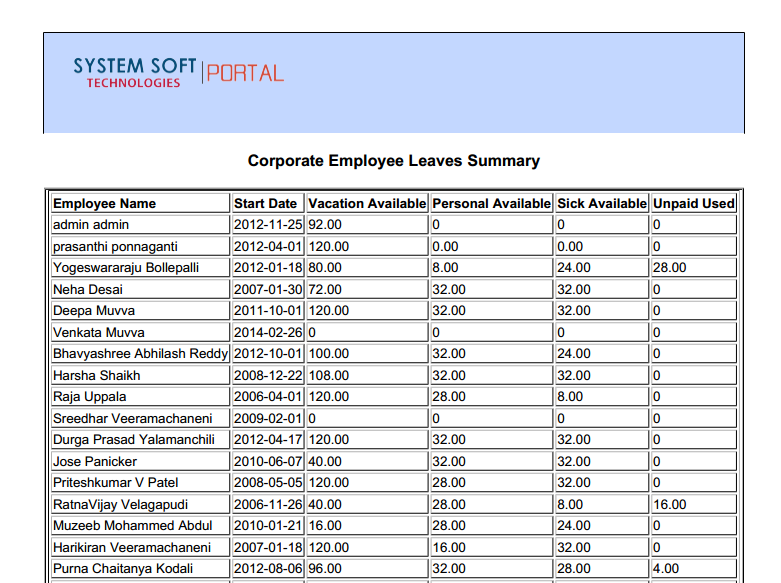 SYSTEM SOFT
TECHNOLOGIES
PORTAL
Corporate Employee Leaves Summary
Employee Name Start Date Vacation Available Personal Available Sick Available Unpaid Used
admin admin 2012-11-25 92.00 0 0 0
prasanthi ponnaganti 2012-04-01 120.00 0.00 0.00 0
Yogeswararaju Bollepalli 2012-01-18 80.00 8.00 24.00 28.00
Neha Desai 2007-01-30 72.00 32.00 32.00 0
Deepa Muvva 2011-10-01 120.00 32.00 32.00 0
Venkata Muvva 2014-02-26 0 0 0 0
Bhavyashree Abhilash Reddy 2012-10-01 100.00 32.00 24.00 0
Harsha Shaikh 2008-12-22 108.00 32.00 32.00 0
Raja Uppala 2006-04-01 120.00 28.00 8.00 0
Sreedhar Veeramachaneni 2009-02-01 0 0 0 0
Durga Prasad Yalamanchili 2012-04-17 120.00 32.00 32.00 0
Jose Panicker 2010-06-07 40.00 32.00 32.00 0
Priteshkumar V Patel 2008-05-05 120.00 28.00 32.00 0
RatnaVijay Velagapudi 2006-11-26 40.00 28.00 8.00 16.00
Muzeeb Mohammed Abdul 2010-01-21 16.00 28.00 24.00 0
Harikiran Veeramachaneni 2007-01-18 120.00 16.00 32.00 0
Purna Chaitanya Kodali 2012-08-06 96.00 32.00 28.00 4.00